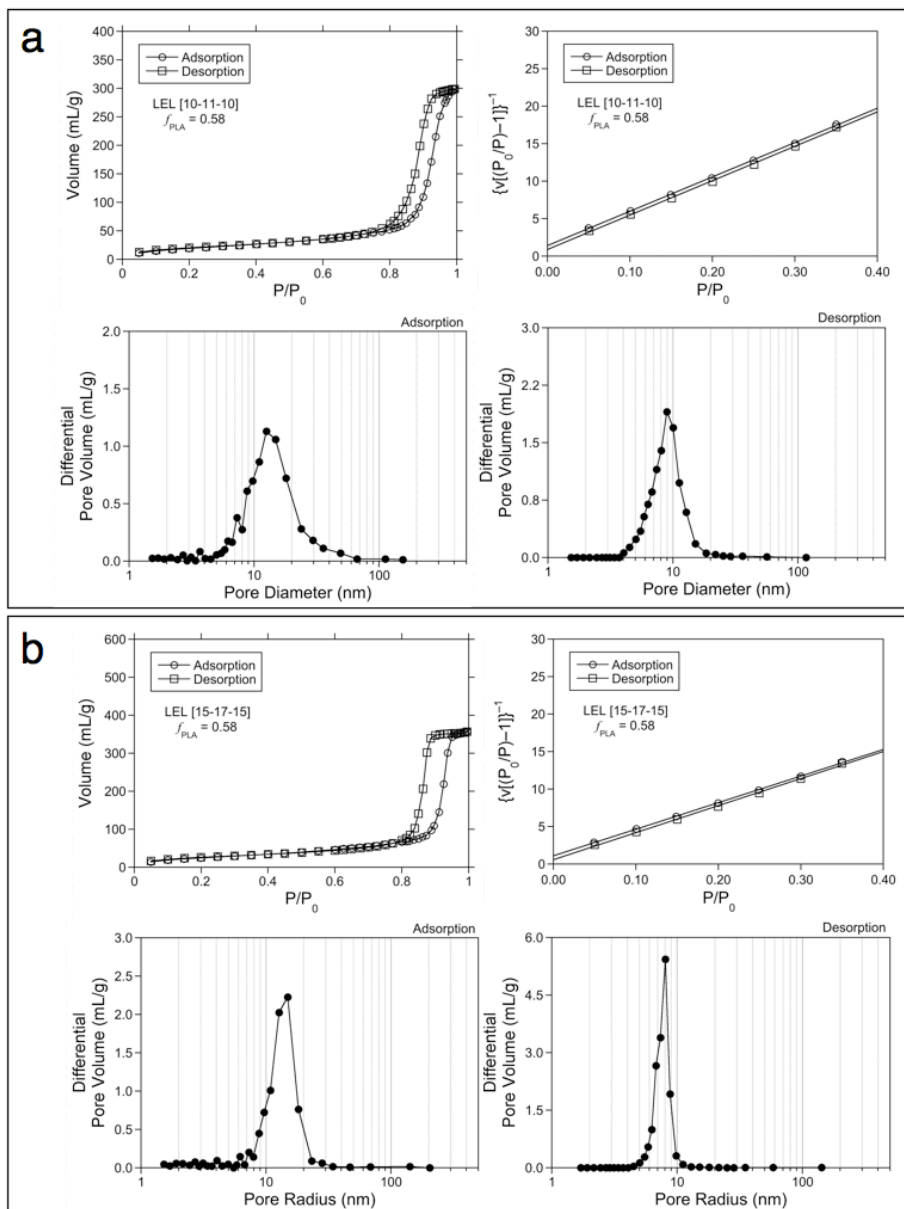 a
Volume (mL/g)
400
350
300
250
200
150
100
50
0
Adsorption
Desorption
LEL [10-11-10]
fPLA = 0.58
0 0.2 0.4 0.6 0.8 1
P/P0
{v[(P0/P)–1]}–1
30
25
20
15
10
5
0
Adsorption
Desorption
LEL [10-11-10]
fPLA = 0.58
0.00 0.10 0.20 0.30 0.40
P/P0
Adsorption
Differential
Pore Volume (mL/g)
2.0
1.5
1.0
0.5
0.0
1 10 100
Pore Diameter (nm)
Desorption
Differential
Pore Volume (mL/g)
3.0
2.2
1.5
0.8
0.0
1 10 100
Pore Diameter (nm)
b
Volume (mL/g)
600
500
400
300
200
100
0
Adsorption
Desorption
LEL [15-17-15]
fPLA = 0.58
0 0.2 0.4 0.6 0.8 1
P/P0
{v[(P0/P)–1]}–1
30
25
20
15
10
5
0
Adsorption
Desorption
LEL [15-17-15]
fPLA = 0.58
0.00 0.10 0.20 0.30 0.40
P/P0
Adsorption
Differential
Pore Volume (mL/g)
3.0
2.5
2.0
1.5
1.0
0.5
0.0
1 10 100
Pore Radius (nm)
Desorption
Differential
Pore Volume (mL/g)
6.0
4.5
3.0
1.5
0.0
1 10 100
Pore Radius (nm)